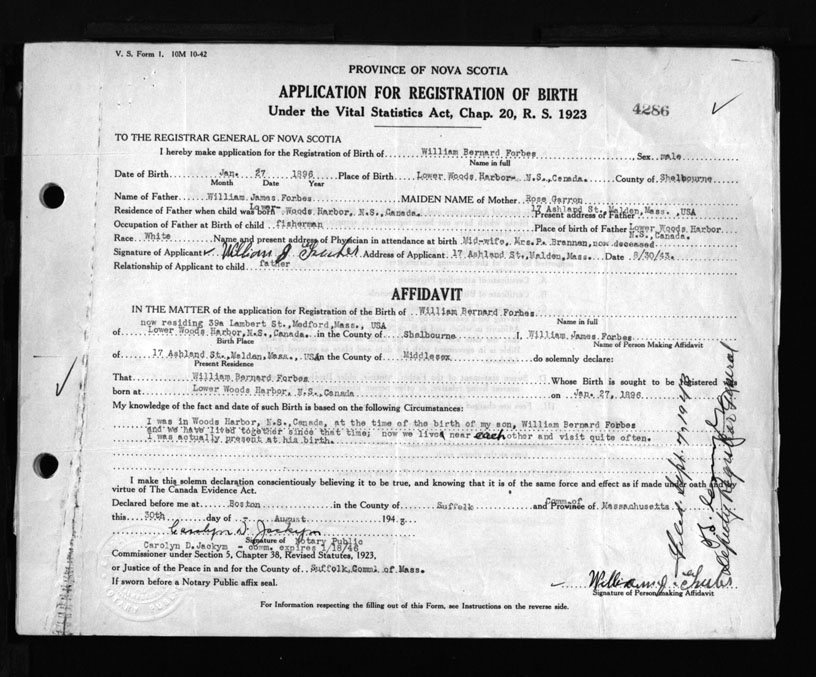 V. S. Form 1. 10M 10-42
PROVINCE OF NOVA SCOTIA
APPLICATION FOR REGISTRATION OF BIRTH
Under the Vital Statistics Act, Chap. 20, R. S. 1923
4286
TO THE REGISTRAR GENERAL OF NOVA SCOTIA
I hereby make application for the Registration of Birth of William Bernard Forbes Sex male
Name in full
Date of Birth Jan. 27 1896 Place of Birth Lower Woods Harbor- N.S., Canada. County of Shelbourne
Month Date Year
Name of Father William James Forbes MAIDEN NAME of Mother Rose Garron
Residence of Father when child was born Lower Woods Harbor, N.S., Canada. Present address of Father 17 Ashland St. Malden, Mass. USA
Occupation of Father at Birth of child fisherman Place of birth of Father Lower Woods Harbor N.S., Canada.
Race White Name and present address of Physician in attendance at birth Mid-wife, Mrs. P. Brannen, now deceased
Signature of Applicant William J Address of Applicant 17 Ashland St., Malden, Mass. Date 8/30/43.
Relationship of Applicant to child father
AFFIDAVIT
IN THE MATTER of the application for Registration of the Birth of William Bernard Forbes
Name in full
now residing 39a Lambert St., Medford, Mass., USA
of Lower Woods Harbor, N.S., Canada. in the County of Shelbourne I, William James Forbes
Birth Place Name of Person Making Affidavit
of 17 Ashland St., Malden, Mass., USA in the County of Middlesex do solemnly declare:
Present Residence
That William Bernard Forbes Whose Birth is sought to be registered
born at Lower Woods Harbor, N.S., Canada on Jan. 27, 1896
My knowledge of the fact and date of such Birth is based on the following Circumstances:
I was in Woods Harbor, N.S., Canada, at the time of the birth of my son, William Bernard Forbes
and we have lived together since that time; now we live near each other and visit quite often.
I was actually present at his birth.
I make this solemn declaration conscientiously believing it to be true, and knowing that it is of the same force and effect as if made under oath and by
virtue of The Canada Evidence Act.
Declared before me at Boston in the County of Suffolk Comm. of and Province of Massachusetts
this 30th day of August 1943
Carolyn D. Jackym
Signature of Notary Public
Carolyn D. Jackym - comm. expires 1/18/46
Commissioner under Section 5, Chapter 38, Revised Statutes, 1923,
or Justice of the Peace in and for the County of Suffolk, Comm. of Mass.
If sworn before a Notary Public affix seal.
William J.
Signature of Person making Affidavit
For Information respecting the filling out of this Form, see Instructions on the reverse side.
Sept. 7, 1943
Deputy Registrar General